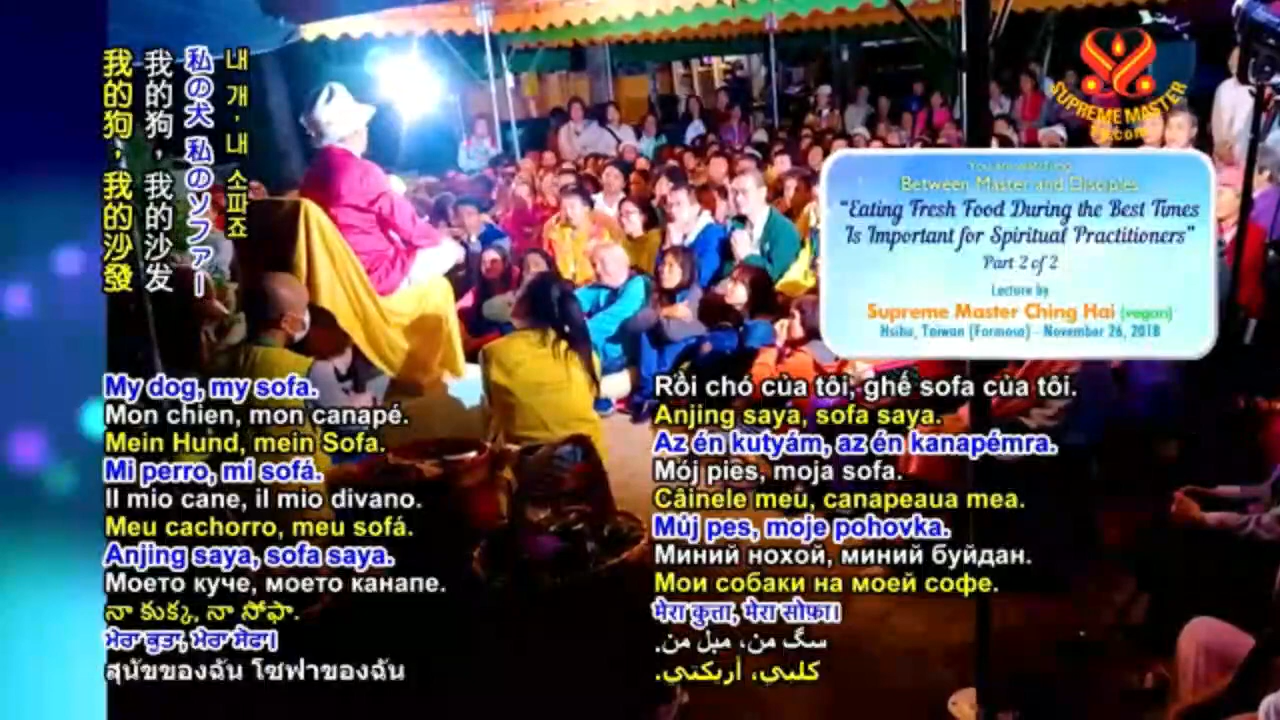 내 개, 내 소파죠
私の犬 私のソファー
我的狗，我的沙发
我的狗，我的沙發
SUPREME MASTER
TV.COM
You are watching
Between Master and Disciples
“Eating Fresh Food During the Best Times
Is Important for Spiritual Practitioners”
Part 2 of 2
Lecture by
Supreme Master Ching Hai (vegan)
Hsihu, Taiwan (Formosa) - November 26, 2018
My dog, my sofa.
Mon chien, mon canapé.
Mein Hund, mein Sofa.
Mi perro, mi sofá.
Il mio cane, il mio divano.
Meu cachorro, meu sofá.
Anjing saya, sofa saya.
Моето куче, моето канапе.
నా కుక్క, నా సోఫా.
ਮੇਰਾ ਕੁਤਾ, ਮੇਰਾ ਸੋਫਾ।
สุนัขของฉัน โซฟาของฉัน
Rồi chó của tôi, ghế sofa của tôi.
Anjing saya, sofa saya.
Az én kutyám, az én kanapémra.
Mój pies, moja sofa.
Câinele meu, canapeaua mea.
Můj pes, moje pohovka.
Миний нохой, миний буйдан.
Мои собаки на моей софе.
मेरा कुत्ता, मेरा सोफ़ा।
سگ من، مبل من.
كلبي، أريكتي.